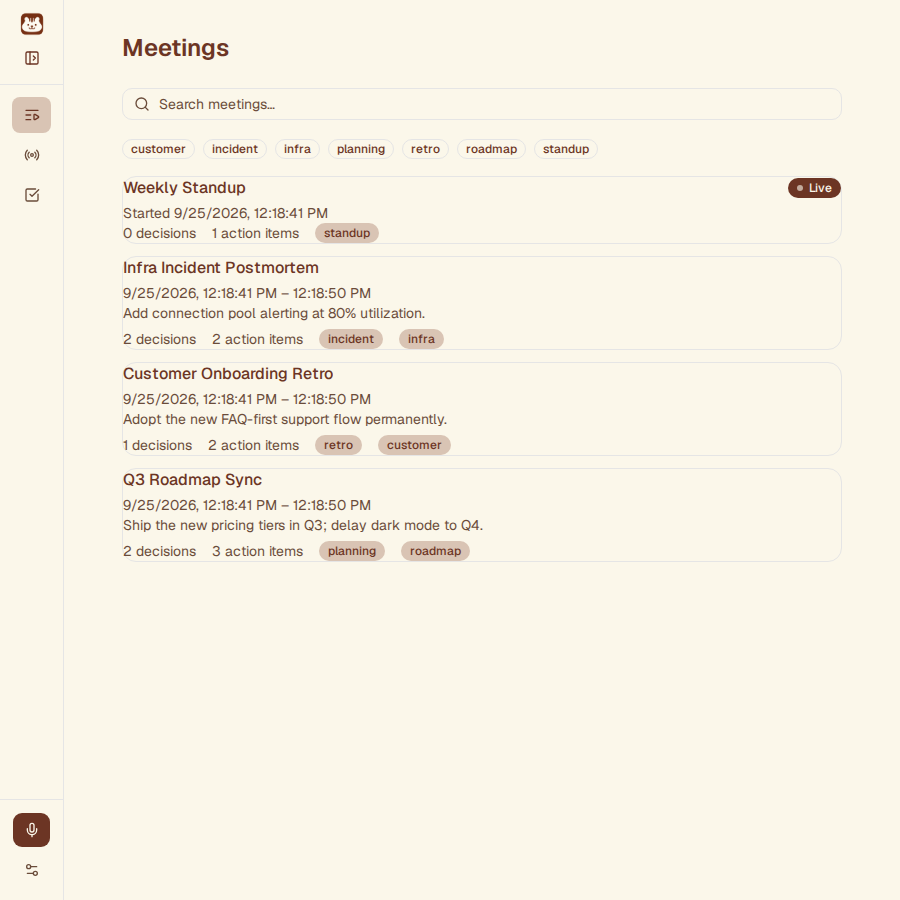 Meetings
Search meetings...
customer incident infra planning retro roadmap standup
Weekly Standup Live
Started 9/25/2026, 12:18:41 PM
0 decisions 1 action items standup
Infra Incident Postmortem
9/25/2026, 12:18:41 PM – 12:18:50 PM
Add connection pool alerting at 80% utilization.
2 decisions 2 action items incident infra
Customer Onboarding Retro
9/25/2026, 12:18:41 PM – 12:18:50 PM
Adopt the new FAQ-first support flow permanently.
1 decisions 2 action items retro customer
Q3 Roadmap Sync
9/25/2026, 12:18:41 PM – 12:18:50 PM
Ship the new pricing tiers in Q3; delay dark mode to Q4.
2 decisions 3 action items planning roadmap